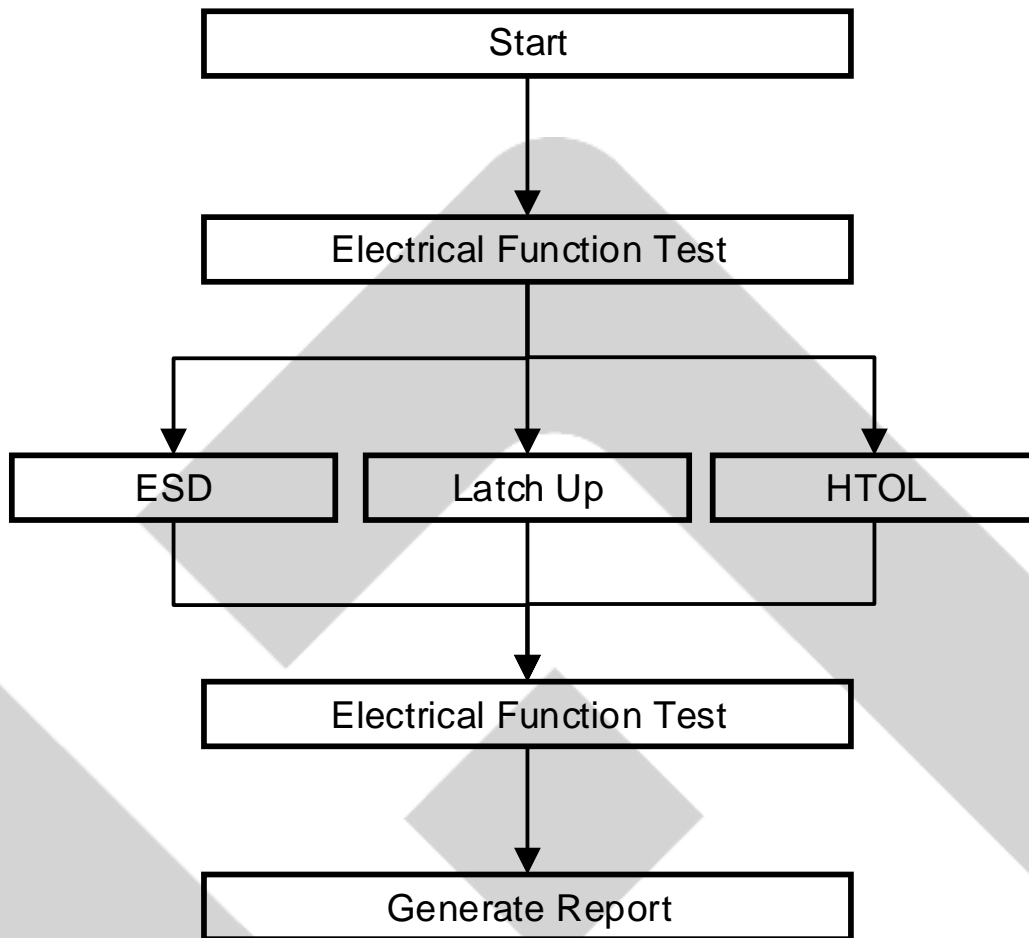 Start
Electrical Function Test
ESD
Latch Up
HTOL
Electrical Function Test
Generate Report